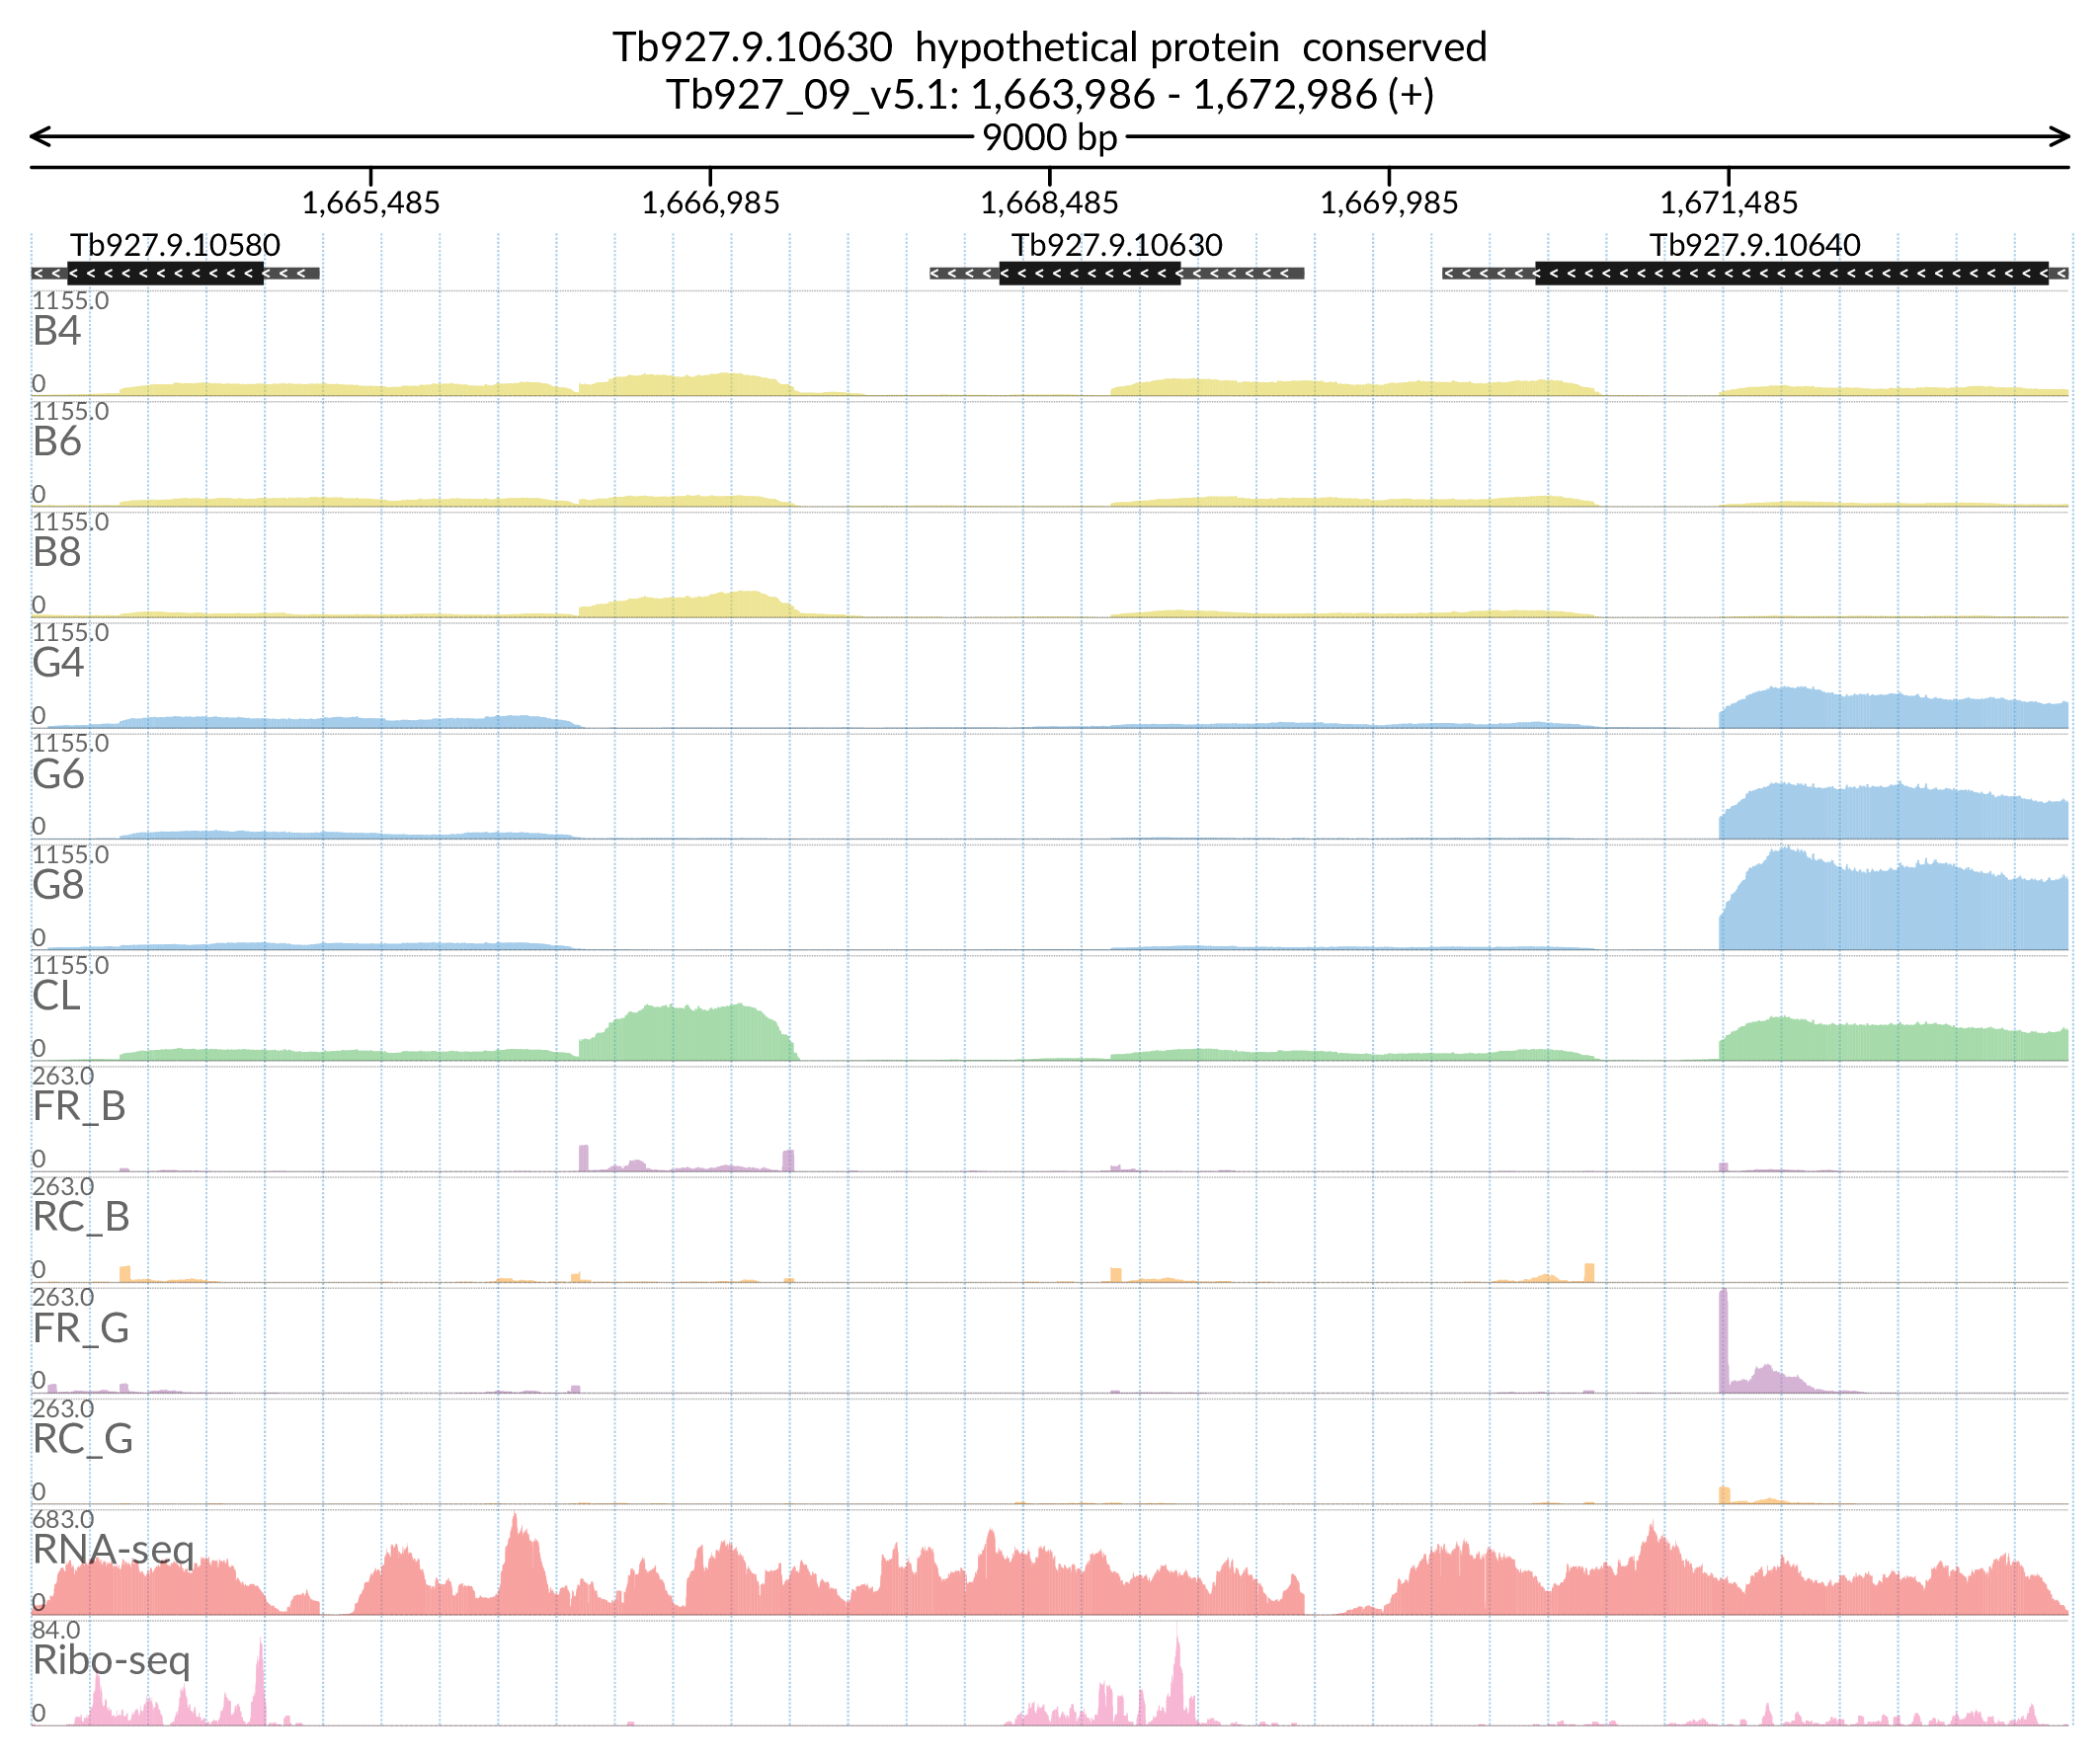 Tb927.9.10630  hypothetical protein  conserved
Tb927_09_v5.1: 1,663,986 - 1,672,986 (+)
9000 bp
1,665,485 1,666,985 1,668,485 1,669,985 1,671,485
Tb927.9.10580 Tb927.9.10630 Tb927.9.10640
1155.0
B4
0
1155.0
B6
0
1155.0
B8
0
1155.0
G4
0
1155.0
G6
0
1155.0
G8
0
1155.0
CL
0
263.0
FR_B
0
263.0
RC_B
0
263.0
FR_G
0
263.0
RC_G
0
683.0
RNA-seq
0
84.0
Ribo-seq
0